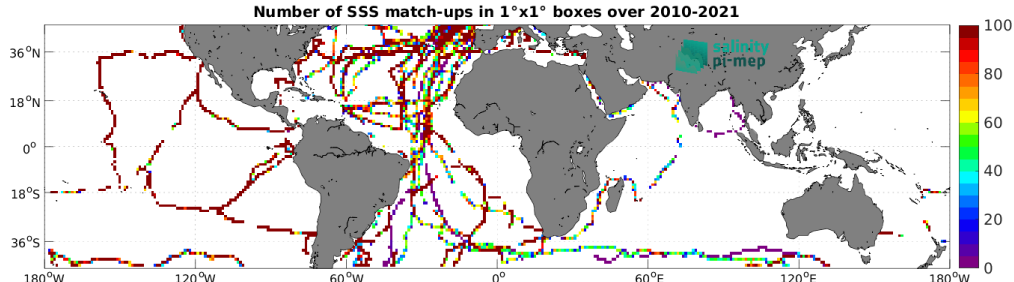 Number of SSS match-ups in 1°x1° boxes over 2010-2021
36°N
18°N
0°
18°S
36°S
180°W
120°W
60°W
0°
60°E
120°E
180°W
salinity
pi-mep
100
80
60
40
20
0